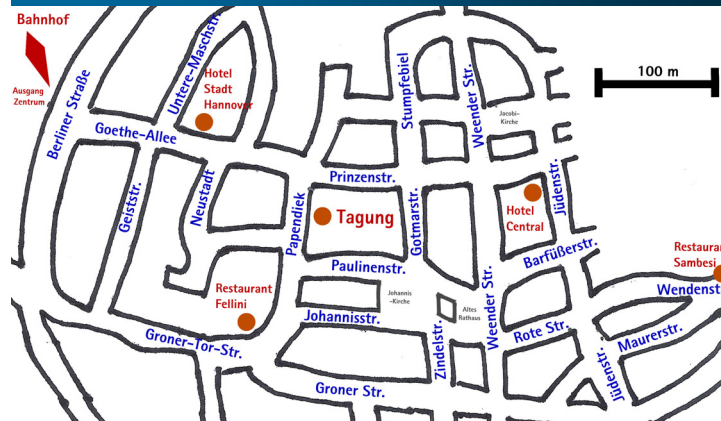 Bahnhof
Ausgang
Zentrum
Berliner Straße
Untere-Maschstr.
Hotel
Stadt
Hannover
Goethe-Allee
Geiststr.
Neustadt
Papendiek
Prinzenstr.
Stumpfebiel
Weender Str.
Jacobi-
Kirche
100 m
Tagung
Gotmarstr.
Hotel
Central
Jüdenstr.
Barfüßerstr.
Paulinenstr.
Restaurant
Fellini
Johannis
-Kirche
Johannisstr.
Zindelstr.
Altes
Rathaus
Weender Str.
Rote Str.
Restauran
Sambesi
Wendenst
Maurerstr.
Jüdenstr.
Groner-Tor-Str.
Groner Str.